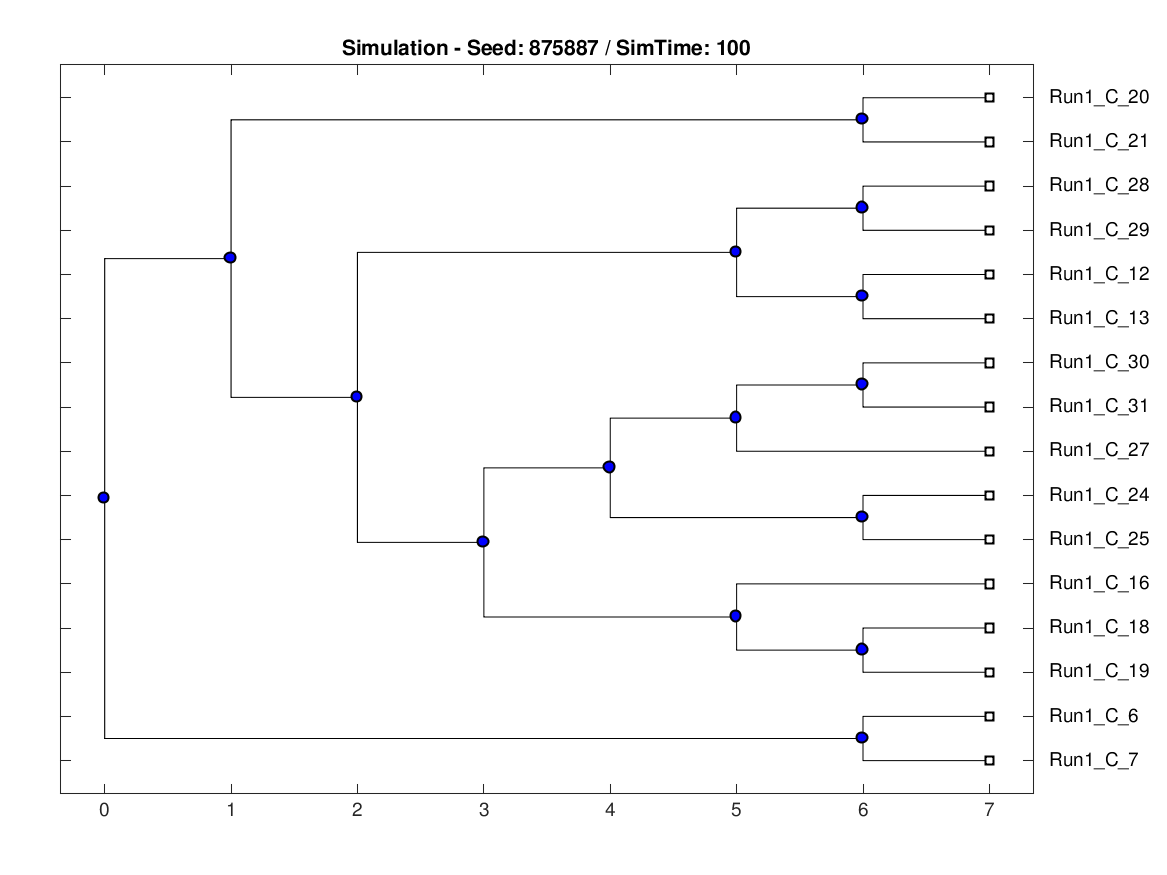 Simulation - Seed: 875887 / SimTime: 100
Run1_C_20
Run1_C_21
Run1_C_28
Run1_C_29
Run1_C_12
Run1_C_13
Run1_C_30
Run1_C_31
Run1_C_27
Run1_C_24
Run1_C_25
Run1_C_16
Run1_C_18
Run1_C_19
Run1_C_6
Run1_C_7
0 1 2 3 4 5 6 7